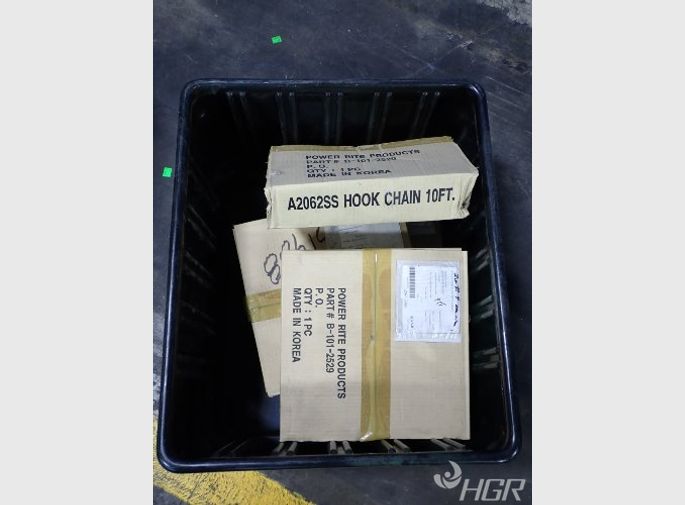 POWER RITE PRODUCTS
PART# B-101-2529
P. O.
QTY : 1 PC
MADE IN KOREA
A2062SS HOOK CHAIN 10FT.
POWER RITE PRODUCTS
PART# B-101-2529
P. O.
QTY : 1 PC
MADE IN KOREA
HGR